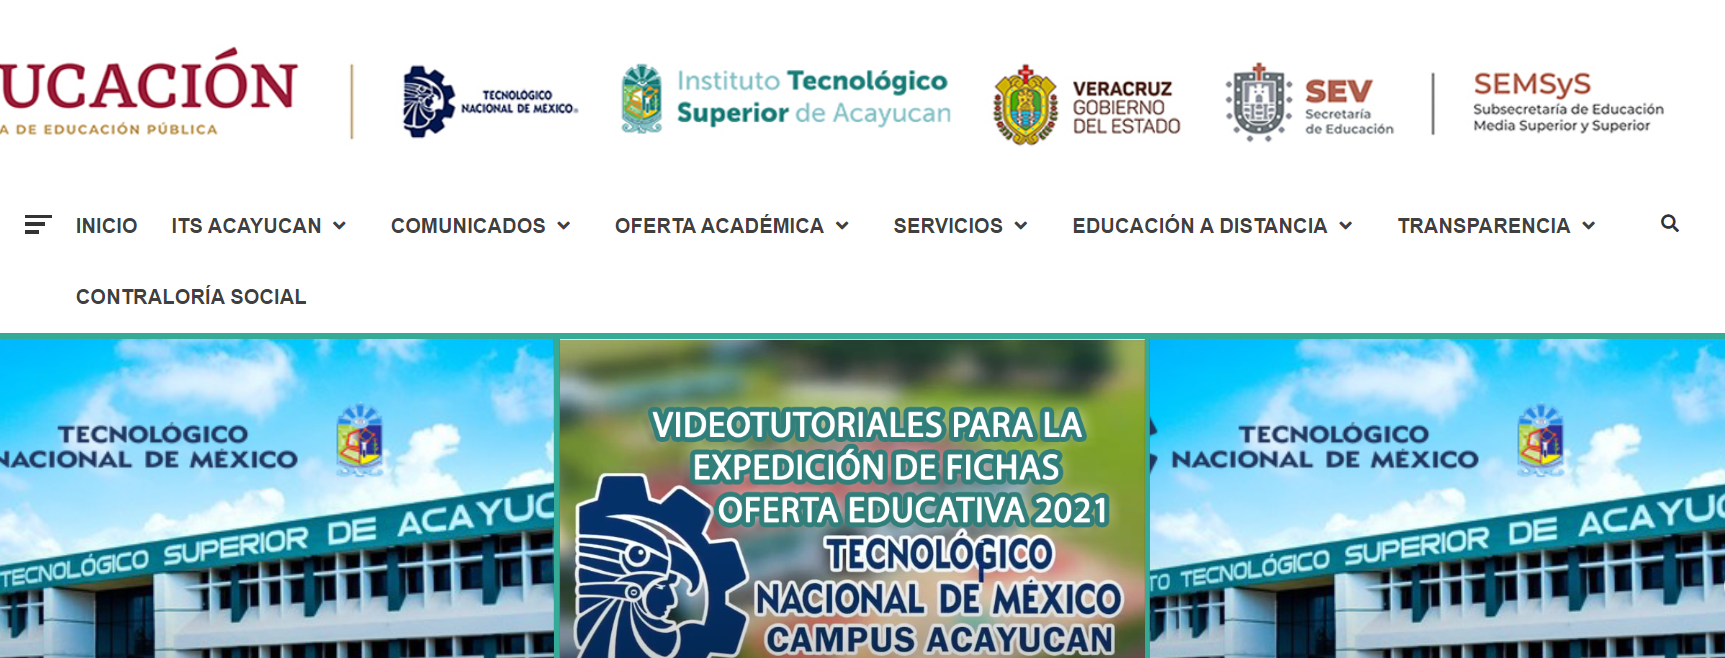 UCACIÓN
A DE EDUCACIÓN PÚBLICA
TECNOLÓGICO
NACIONAL DE MÉXICO®
Instituto Tecnológico
Superior de Acayucan
VERACRUZ
GOBIERNO
DEL ESTADO
SEV
Secretaría
de Educación
SEMSyS
Subsecretaría de Educación
Media Superior y Superior
INICIO
ITS ACAYUCAN
COMUNICADOS
OFERTA ACADÉMICA
SERVICIOS
EDUCACIÓN A DISTANCIA
TRANSPARENCIA
CONTRALORÍA SOCIAL
TECNOLÓGICO
NACIONAL DE MÉXICO
TECNOLÓGICO SUPERIOR DE ACAYUC
VIDEOTUTORIALES PARA LA
EXPEDICIÓN DE FICHAS
OFERTA EDUCATIVA 2021
TECNOLÓGICO
NACIONAL DE MÉXICO
CAMPUS ACAYUCAN
TECNOLÓGICO
NACIONAL DE MÉXICO
TO TECNOLÓGICO SUPERIOR DE ACAYUC